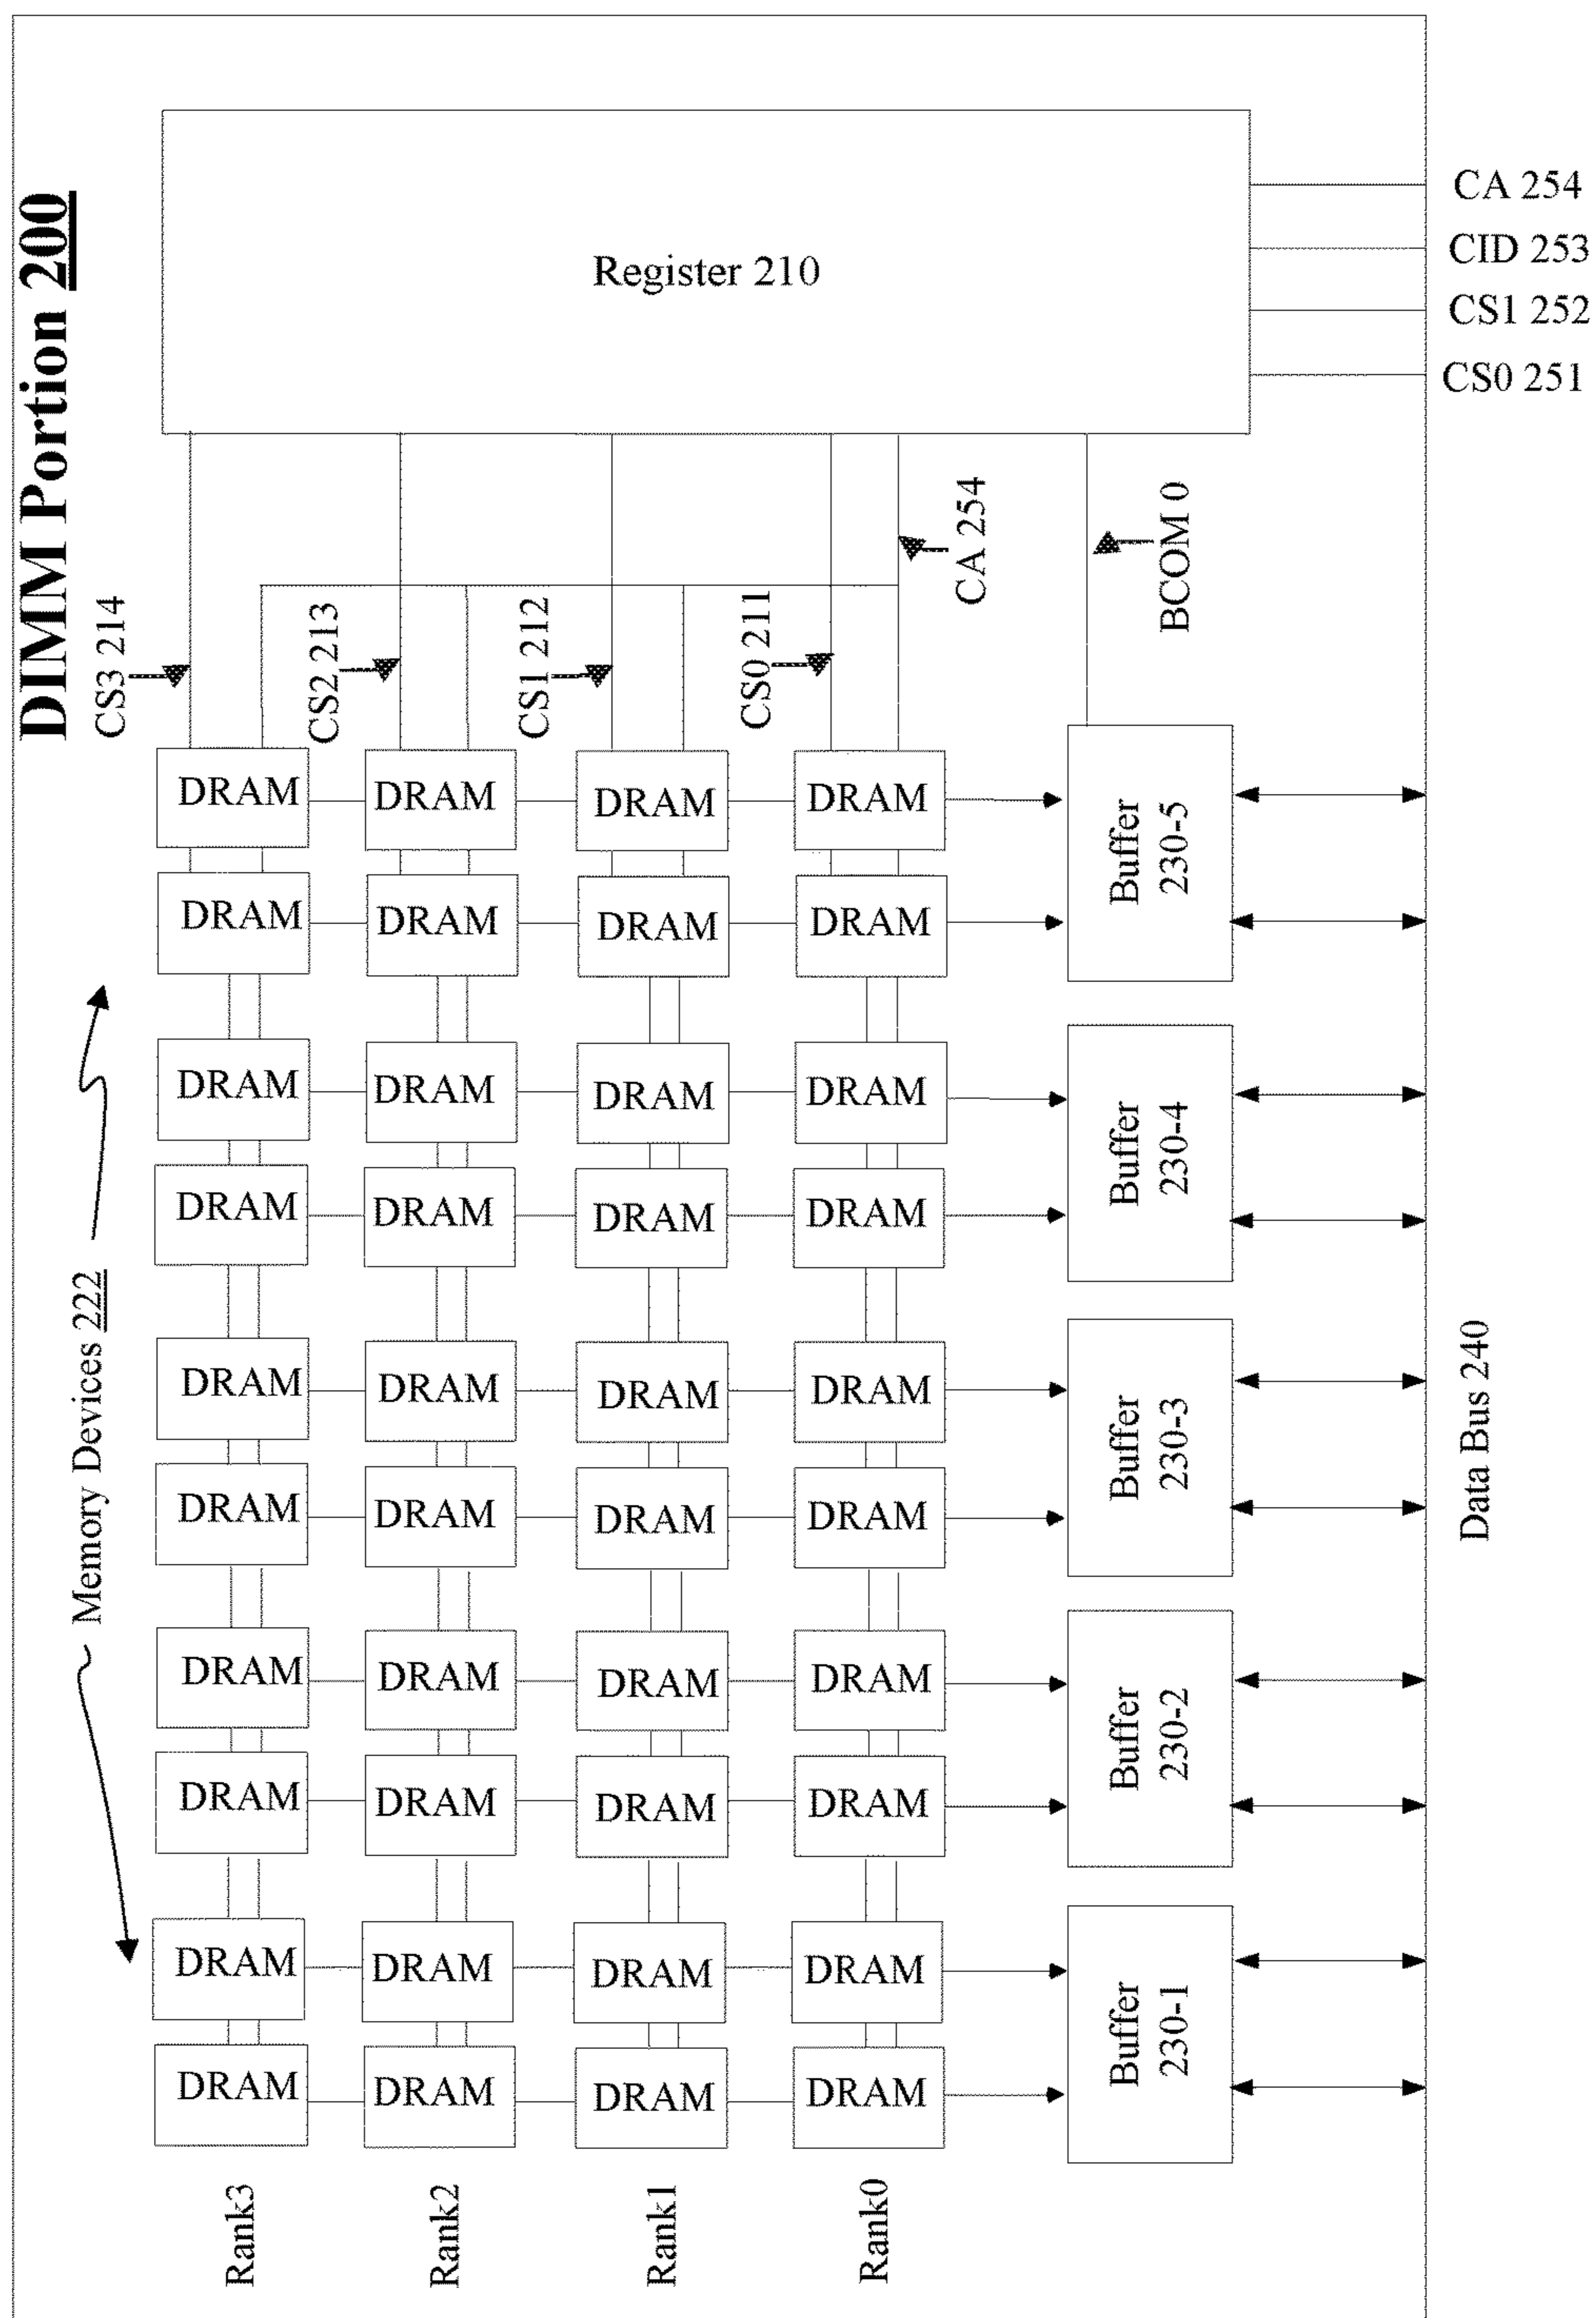 DIMM Portion 200
Register 210
CA 254
CID 253
CS1 252
CS0 251
CS3 214
CS2 213
CS1 212
CS0 211
CA 254
BCOM 0
DRAM
DRAM
DRAM
DRAM
Buffer
230-5
DRAM
DRAM
DRAM
DRAM
DRAM
DRAM
DRAM
DRAM
Buffer
230-4
DRAM
DRAM
DRAM
DRAM
Memory Devices 222
DRAM
DRAM
DRAM
DRAM
Buffer
230-3
Data Bus 240
DRAM
DRAM
DRAM
DRAM
DRAM
DRAM
DRAM
DRAM
Buffer
230-2
DRAM
DRAM
DRAM
DRAM
DRAM
DRAM
DRAM
DRAM
Buffer
230-1
DRAM
DRAM
DRAM
DRAM
Rank3
Rank2
Rank1
Rank0